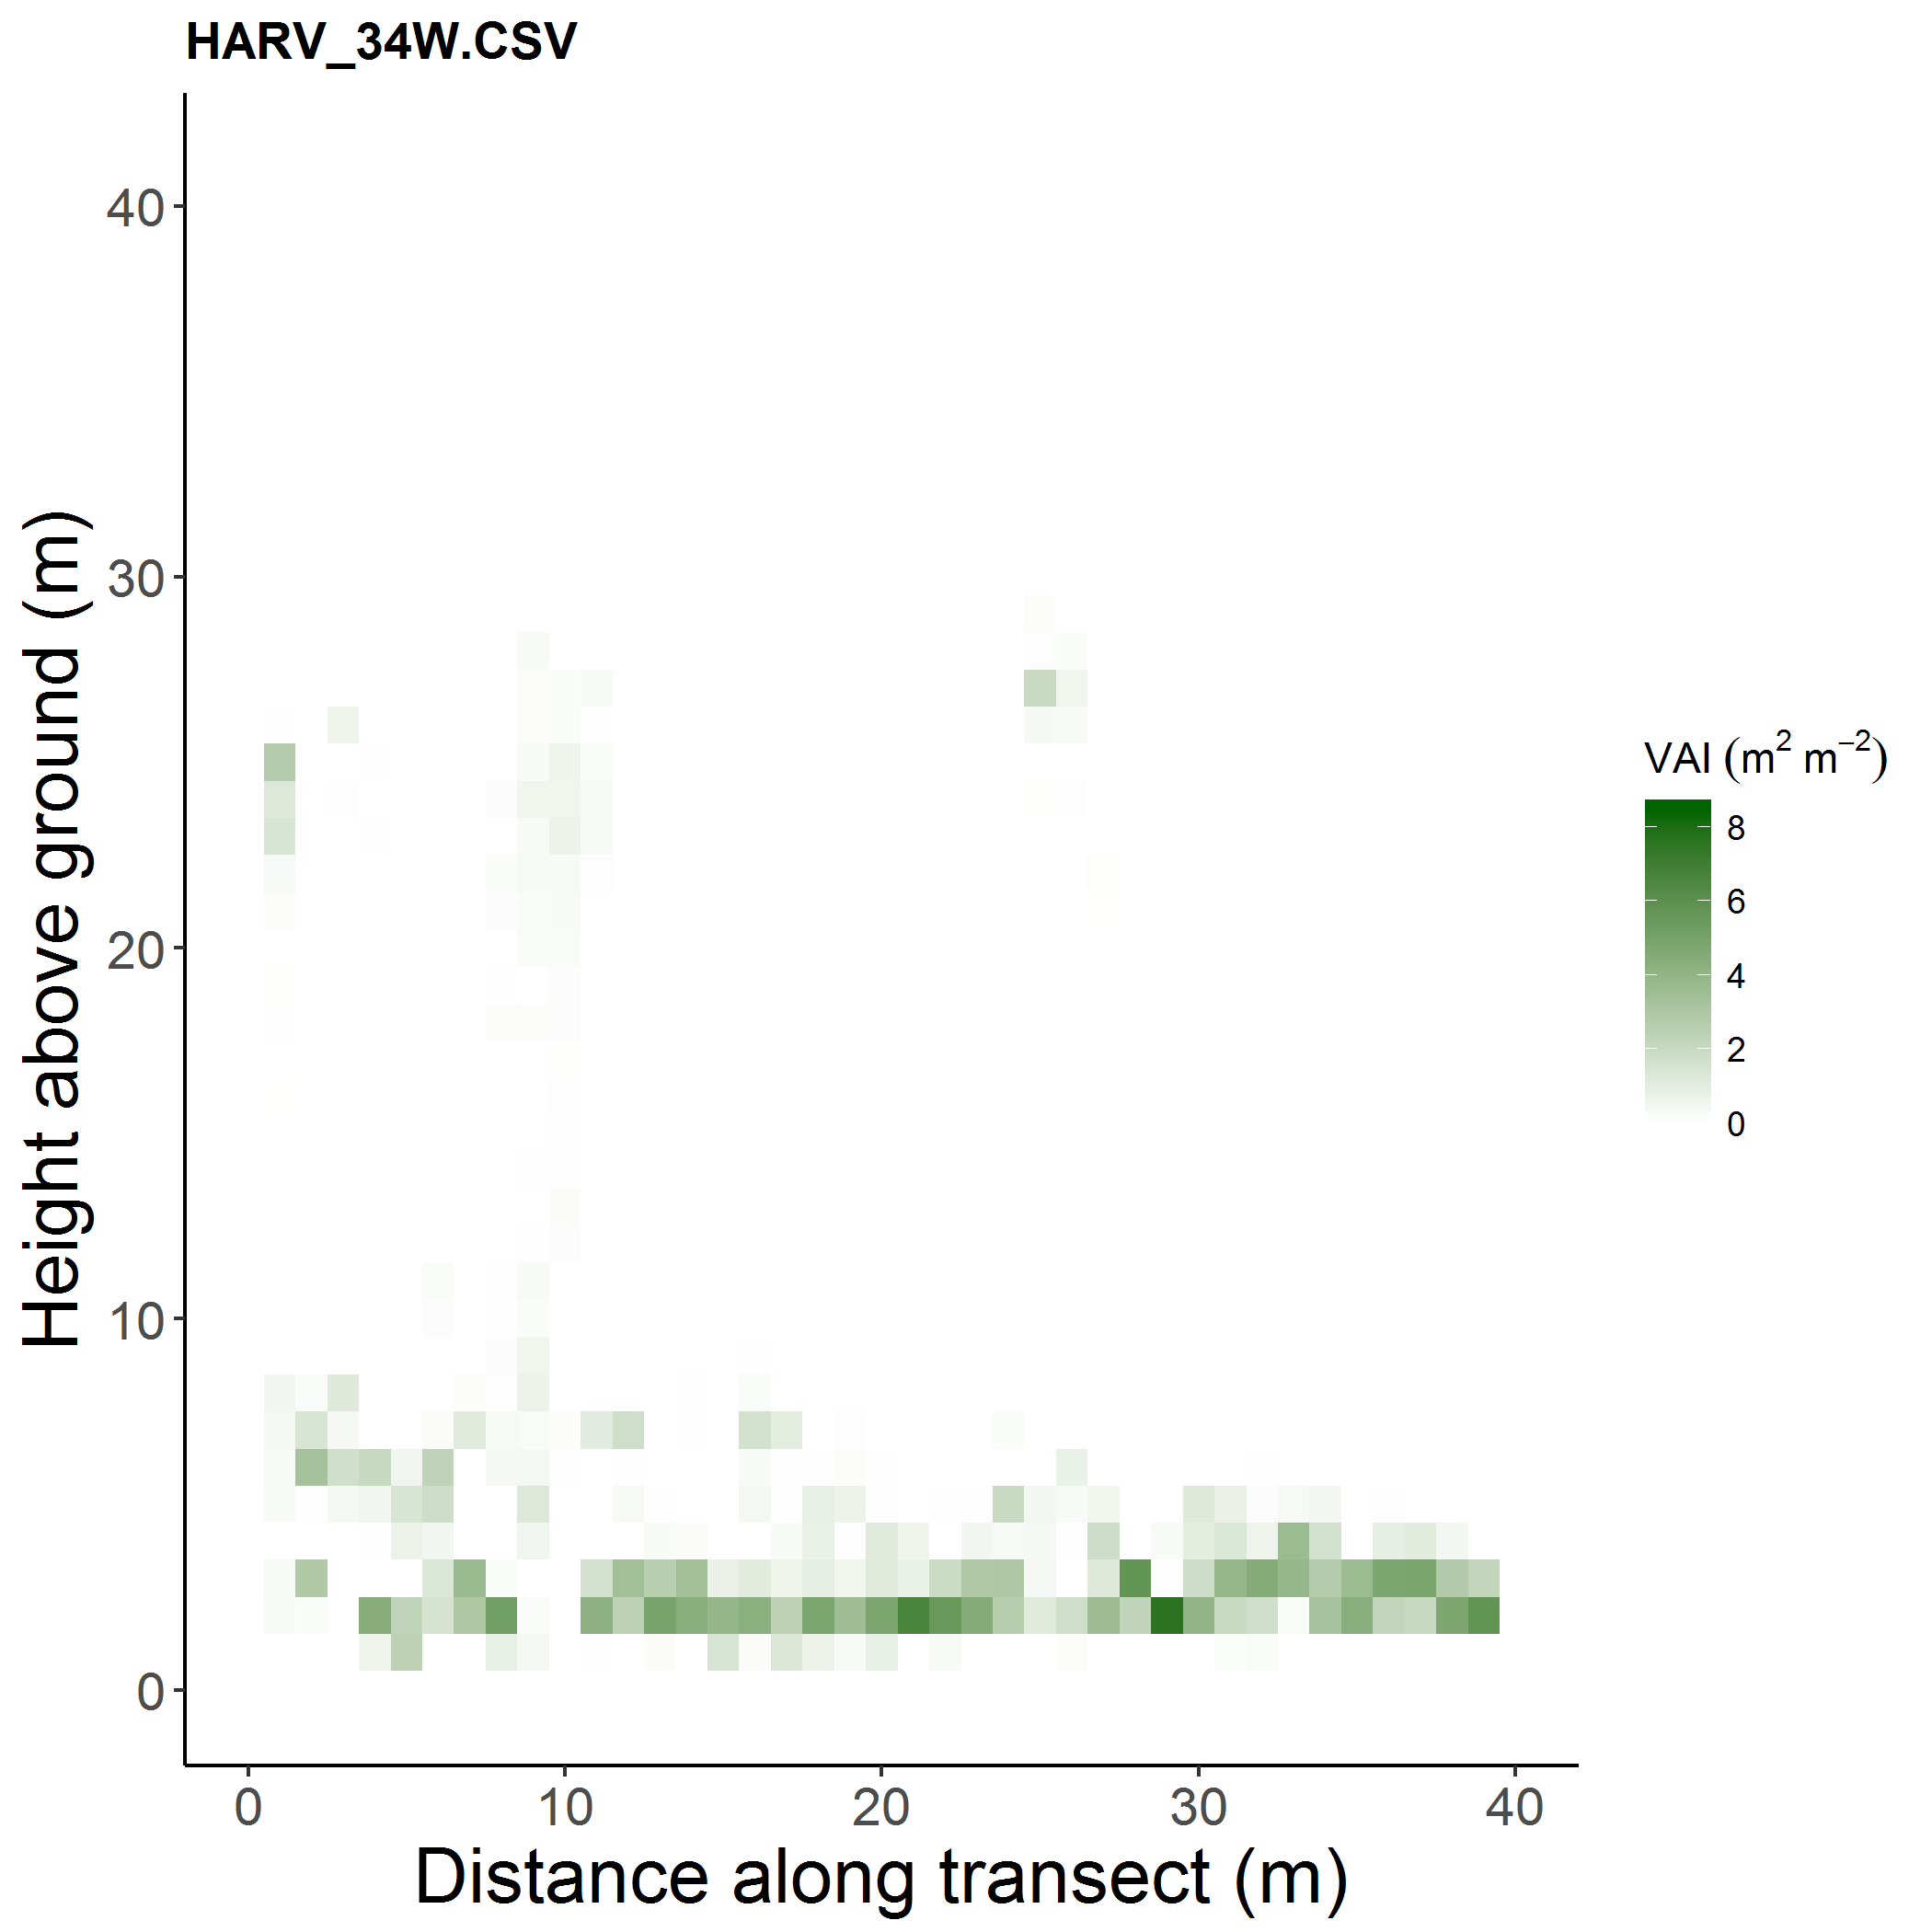 HARV_34W.CSV
Height above ground (m)
40
30
20
10
0
0 10 20 30 40
Distance along transect (m)
VAI (m² m⁻²)
8
6
4
2
0